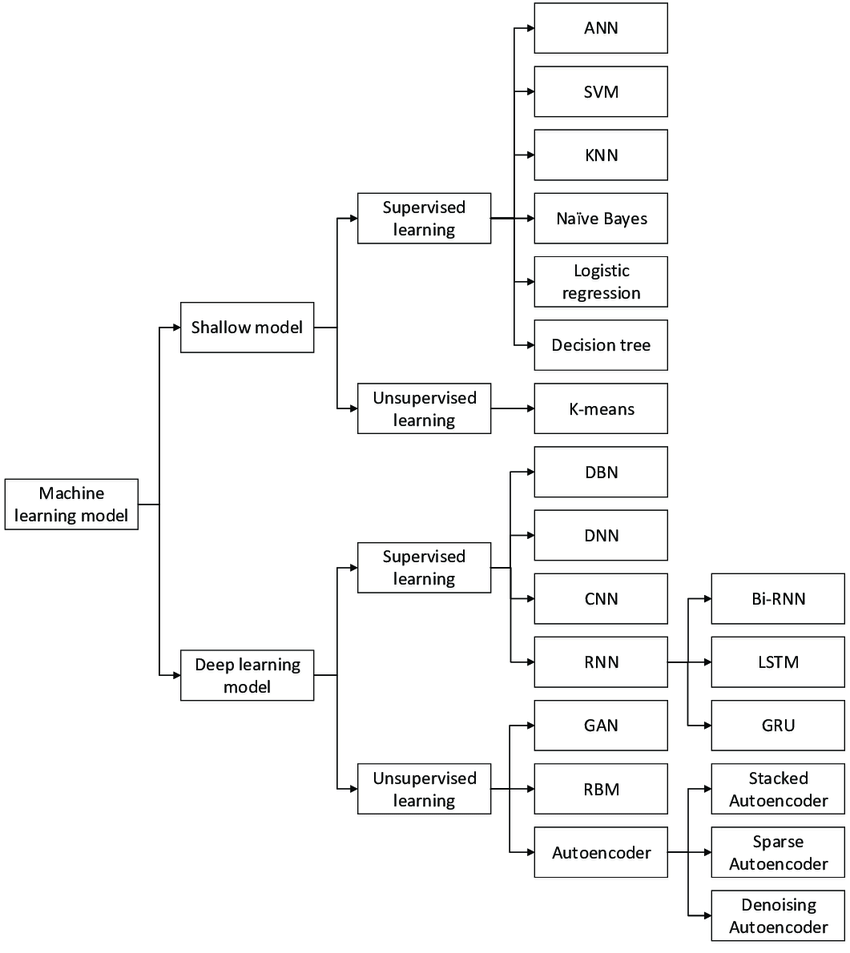 ANN
SVM
KNN
Supervised
learning
Naïve Bayes
Logistic
regression
Shallow model
Decision tree
Unsupervised
learning
K-means
DBN
Machine
learning model
DNN
Supervised
learning
CNN
Bi-RNN
RNN
LSTM
Deep learning
model
GAN
GRU
Unsupervised
learning
RBM
Stacked
Autoencoder
Autoencoder
Sparse
Autoencoder
Denoising
Autoencoder